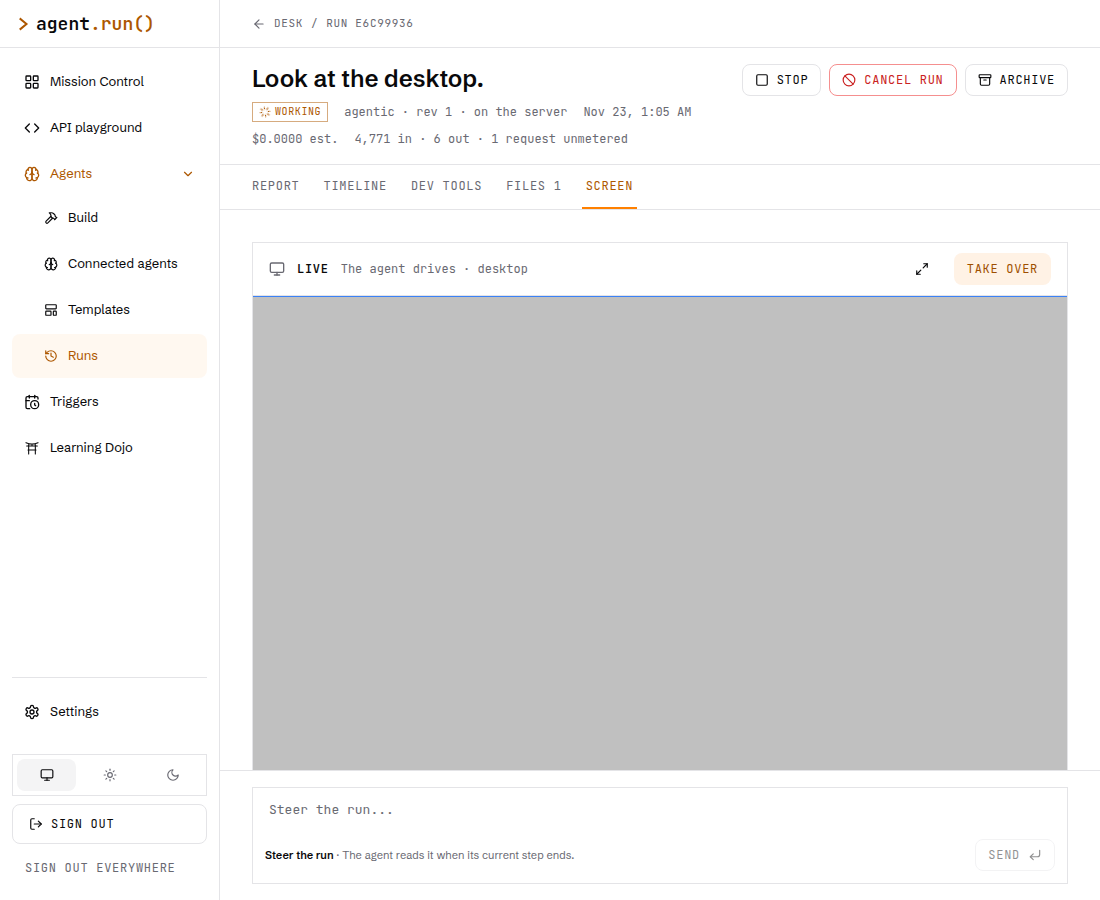 agent.run()
Mission Control
API playground
Agents
Build
Connected agents
Templates
Runs
Triggers
Learning Dojo
Settings
SIGN OUT
SIGN OUT EVERYWHERE
DESK / RUN E6C99936
Look at the desktop.
STOP
CANCEL RUN
ARCHIVE
WORKING agentic · rev 1 · on the server Nov 23, 1:05 AM
$0.0000 est. 4,771 in · 6 out · 1 request unmetered
REPORT TIMELINE DEV TOOLS FILES 1 SCREEN
LIVE The agent drives · desktop
TAKE OVER
Steer the run...
Steer the run · The agent reads it when its current step ends.
SEND